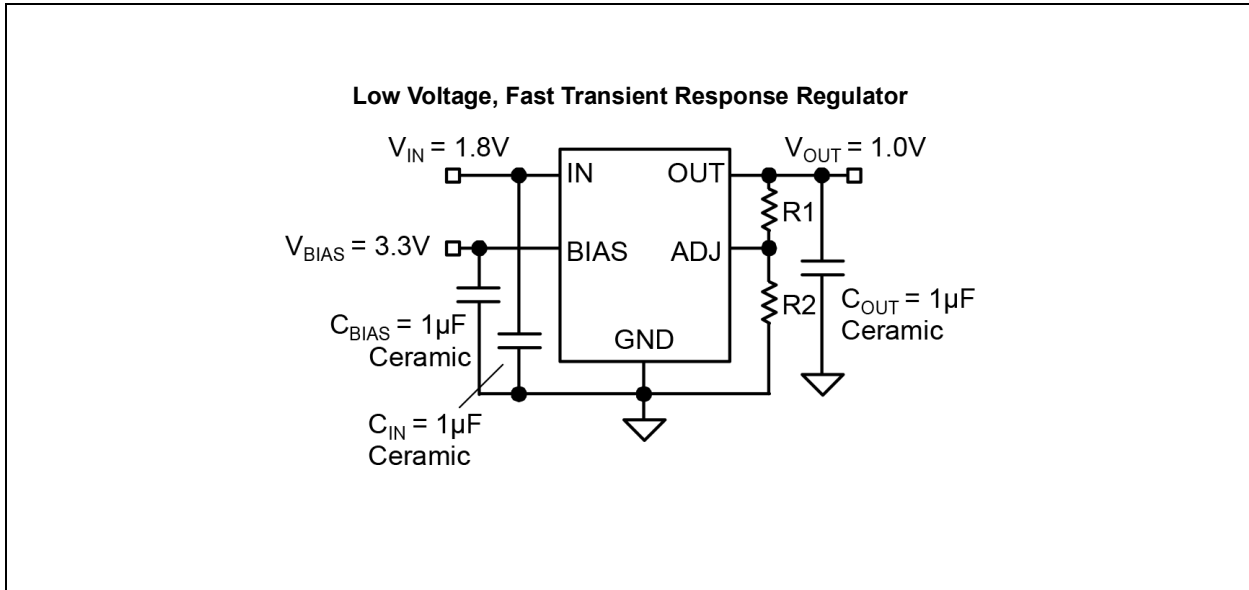 Low Voltage, Fast Transient Response Regulator
V_IN = 1.8V
V_OUT = 1.0V
IN
OUT
R1
V_BIAS = 3.3V
BIAS
ADJ
R2
C_BIAS = 1µF
Ceramic
GND
C_OUT = 1µF
Ceramic
C_IN = 1µF
Ceramic